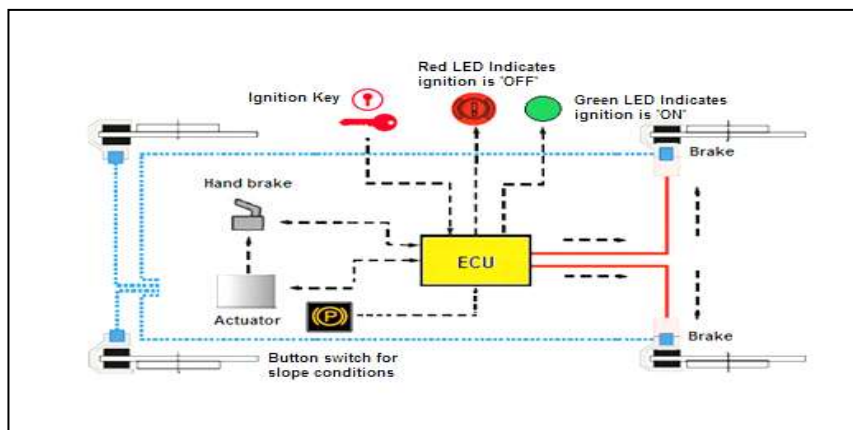 Red LED Indicates
ignition is 'OFF'
Ignition Key
Green LED Indicates
ignition is 'ON'
Brake
Hand brake
ECU
Actuator
P
Brake
Button switch for
slope conditions